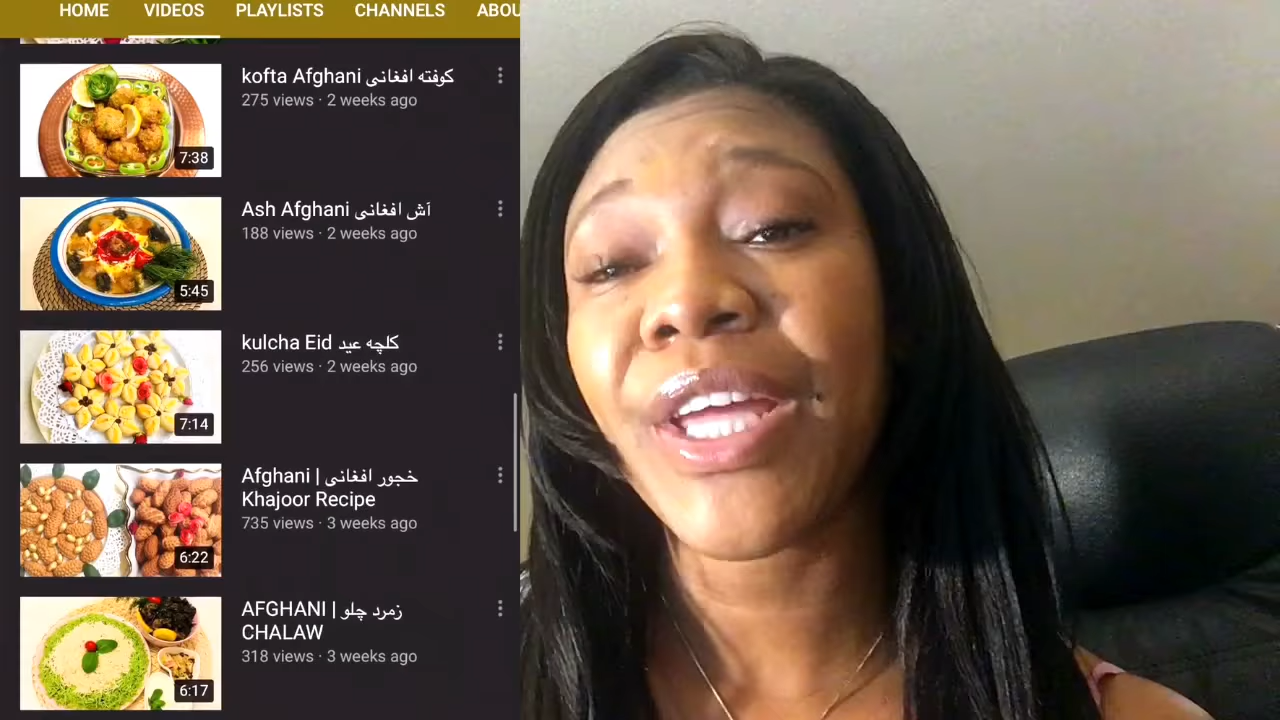 HOME VIDEOS PLAYLISTS CHANNELS ABOU
kofta Afghani کوفته افغانی
275 views · 2 weeks ago
7:38
Ash Afghani آش افغانی
188 views · 2 weeks ago
5:45
kulcha Eid کلچه عید
256 views · 2 weeks ago
7:14
Afghani | خجور افغانی
Khajoor Recipe
735 views · 3 weeks ago
6:22
AFGHANI | زمرد چلو
CHALAW
318 views · 3 weeks ago
6:17